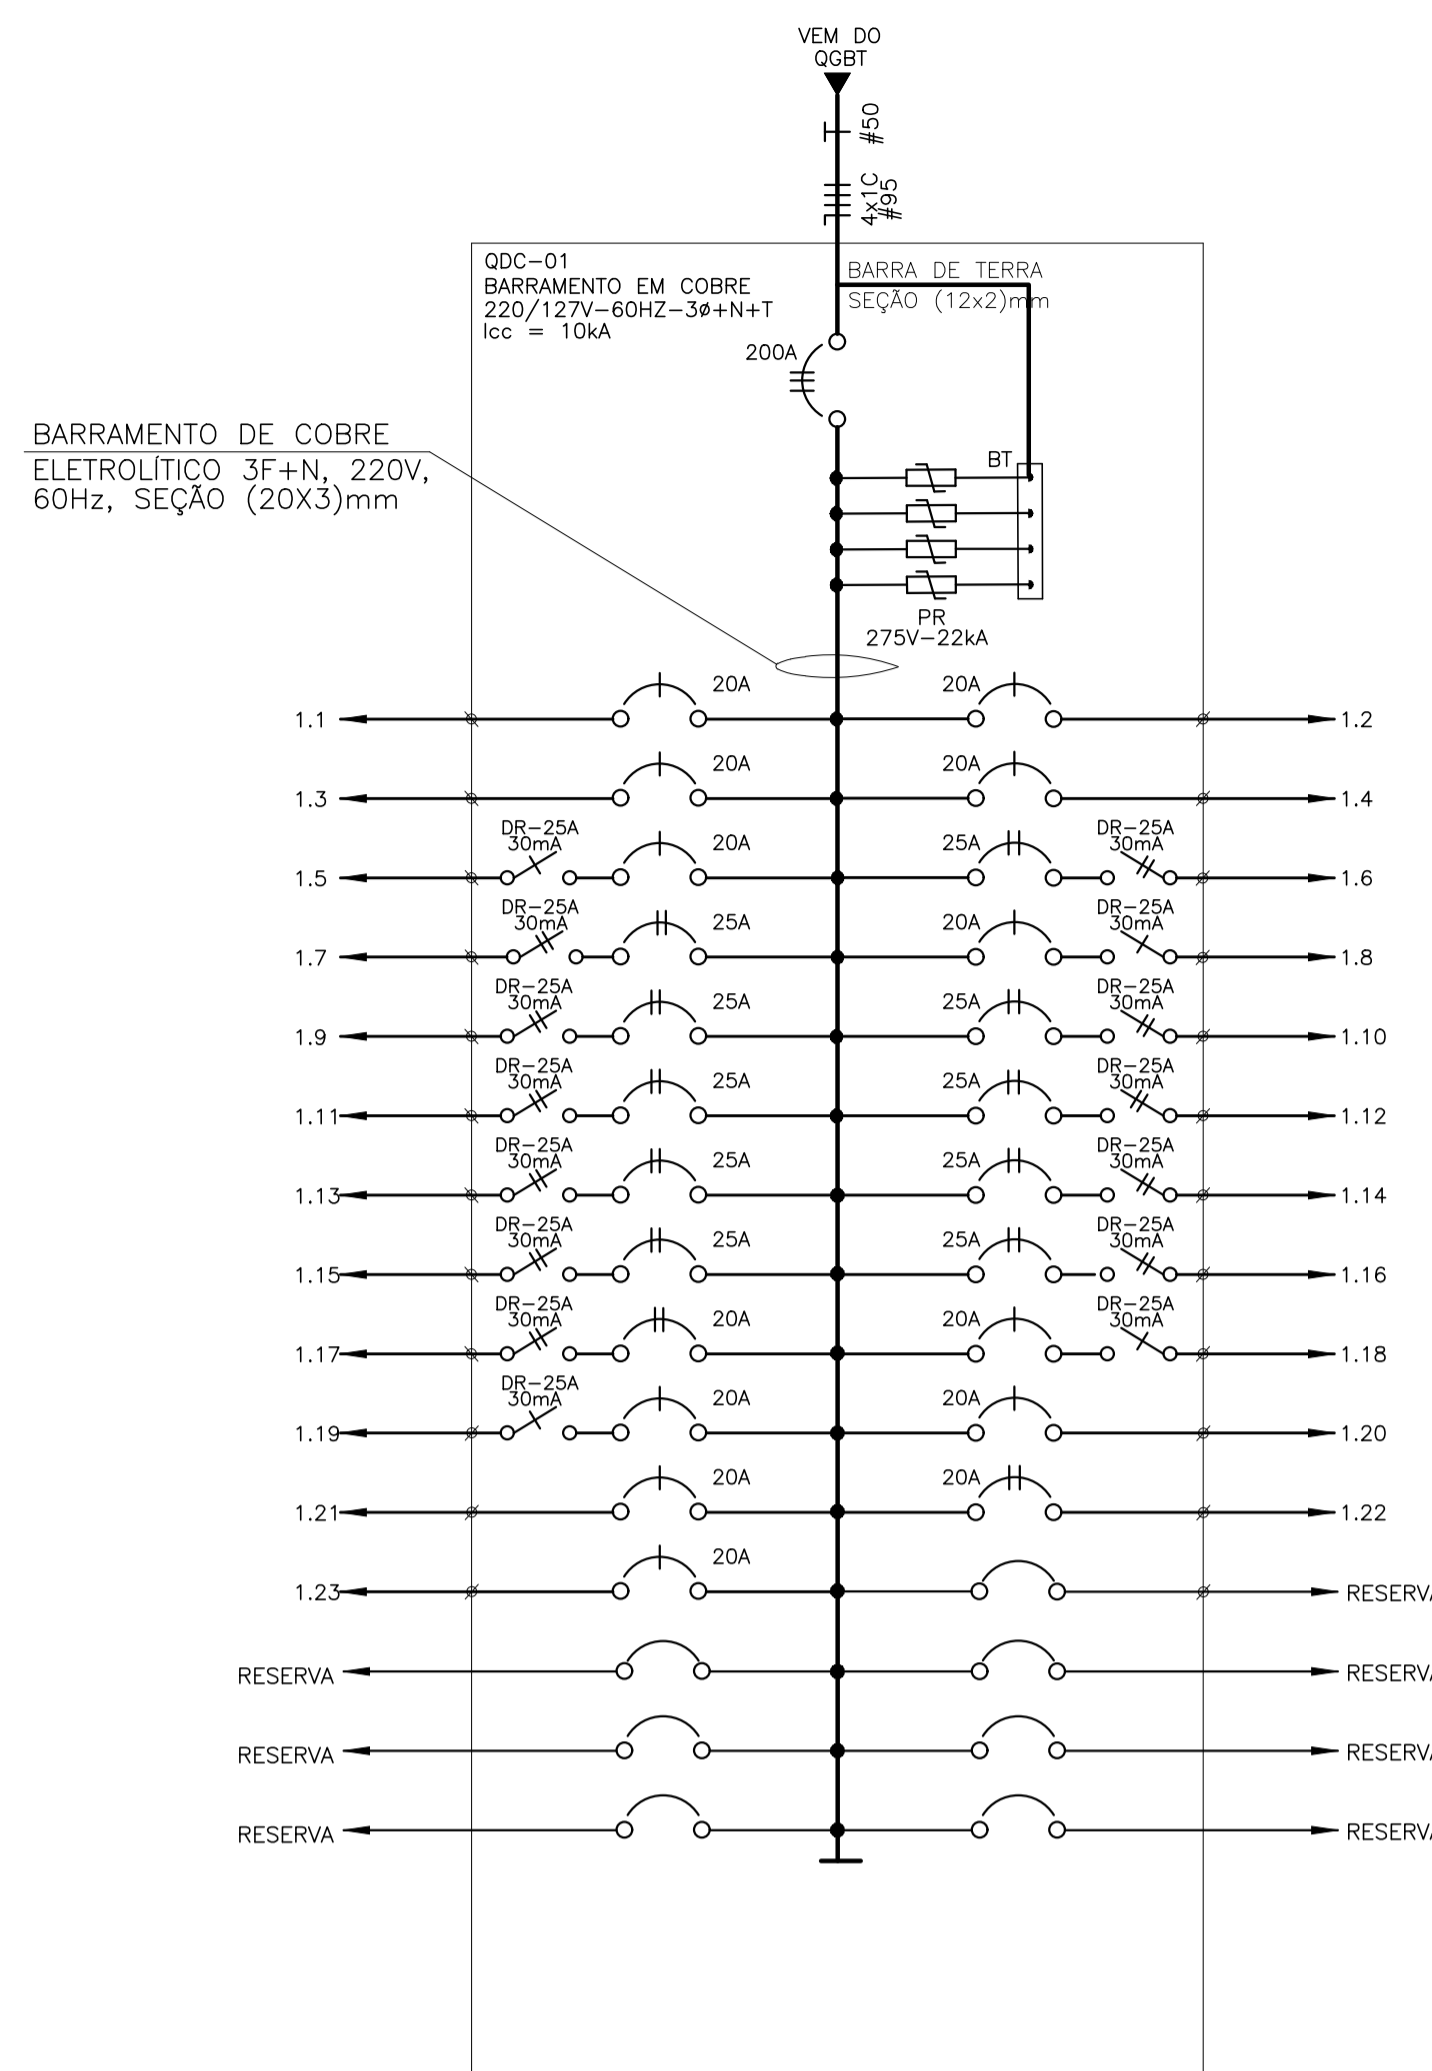 VEM DO
QGBT
#50
4x1C
#95
QDC-01
BARRAMENTO EM COBRE
220/127V-60HZ-3ø+N+T
Icc = 10kA
BARRA DE TERRA
SEÇÃO (12x2)mm
200A
BARRAMENTO DE COBRE
ELETROLÍTICO 3F+N, 220V,
60Hz, SEÇÃO (20X3)mm
BT
PR
275V-22kA
1.1 20A 20A 1.2
1.3 20A 20A 1.4
DR-25A DR-25A
30mA 30mA
1.5 20A 25A 1.6
DR-25A DR-25A
30mA 30mA
1.7 25A 20A 1.8
DR-25A DR-25A
30mA 30mA
1.9 25A 25A 1.10
DR-25A DR-25A
30mA 30mA
1.11 25A 25A 1.12
DR-25A DR-25A
30mA 30mA
1.13 25A 25A 1.14
DR-25A DR-25A
30mA 30mA
1.15 25A 25A 1.16
DR-25A DR-25A
30mA 30mA
1.17 20A 20A 1.18
DR-25A
30mA
1.19 20A 20A 1.20
1.21 20A 20A 1.22
1.23 20A RESERVA
RESERVA RESERVA
RESERVA RESERVA
RESERVA RESERVA